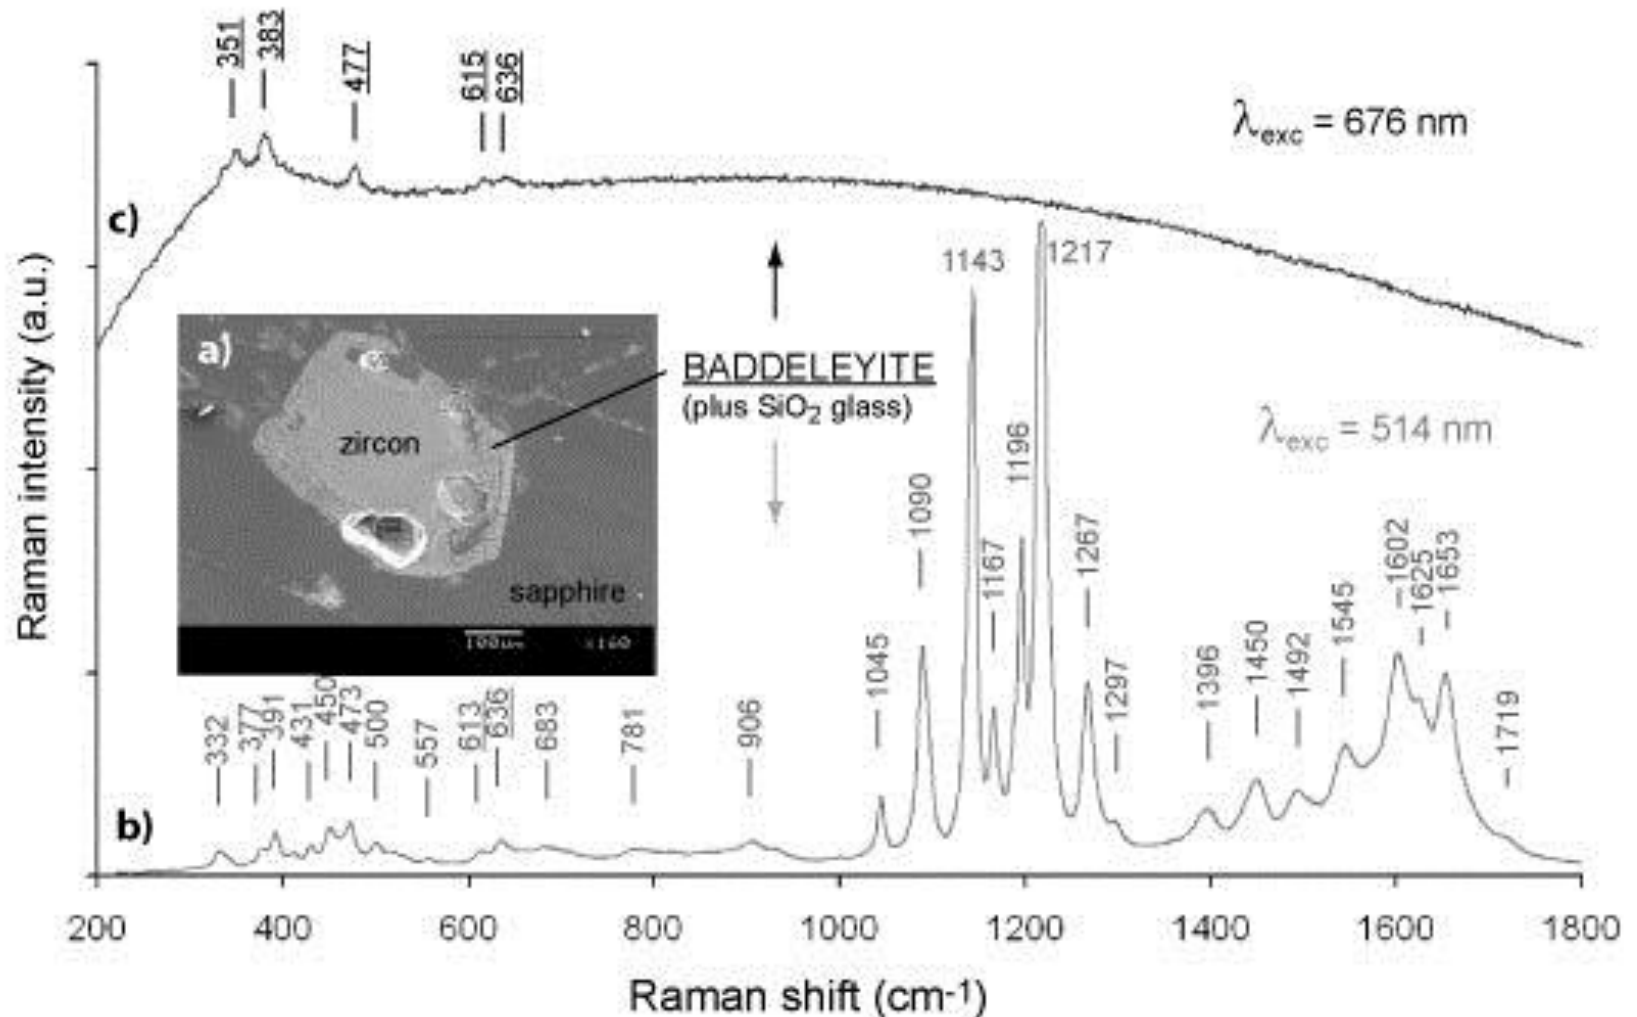 351
383
477
615
636
λexc = 676 nm
c)
1143
1217
a)
BADDELEYITE
(plus SiO2 glass)
zircon
λexc = 514 nm
sapphire
100µm
×160
1045
1090
1167
1196
1267
1297
1396
1450
1492
1545
1602
1625
1653
1719
332
377
391
431
450
473
500
557
613
636
683
781
906
b)
200 400 600 800 1000 1200 1400 1600 1800
Raman shift (cm-1)
Raman intensity (a.u.)